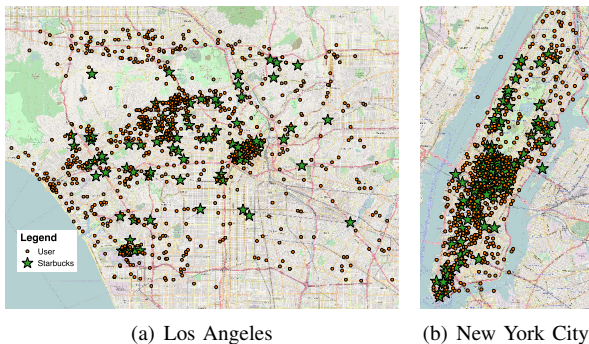 Legend
User
Starbucks
(a) Los Angeles
(b) New York City